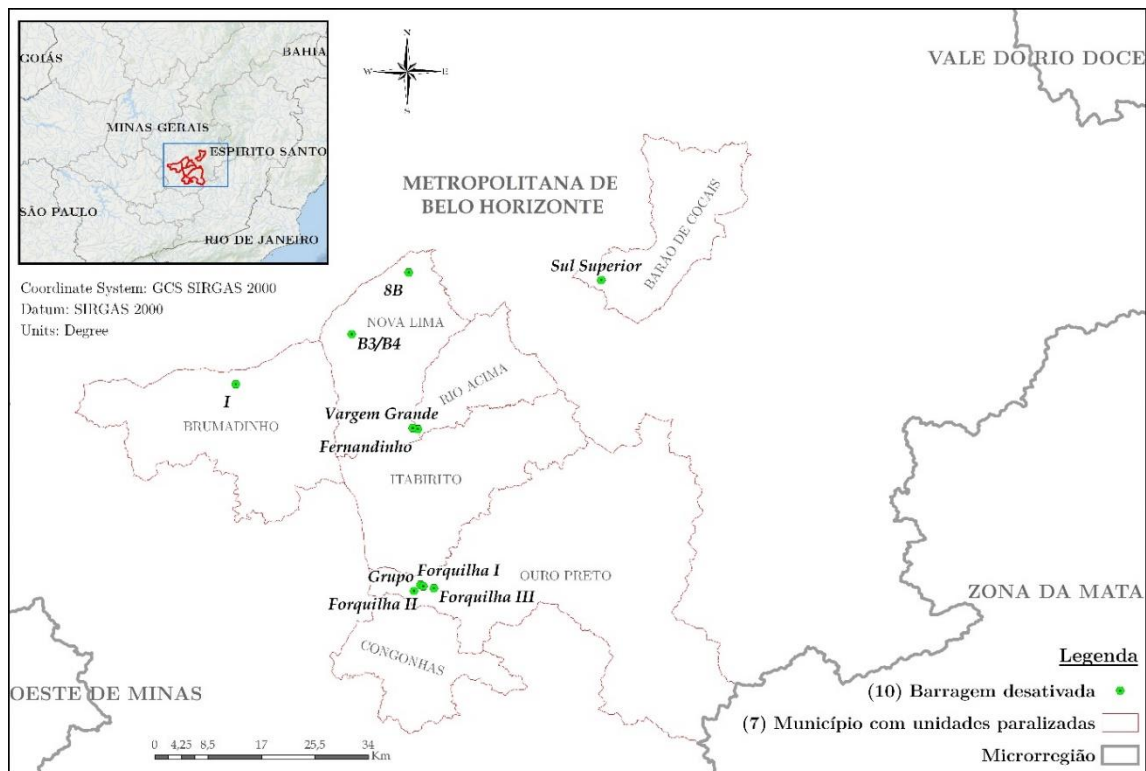 GOIÁS
BAHIA
MINAS GERAIS
ESPIRITO SANTO
SÃO PAULO
RIO DE JANEIRO
N
W
E
S
VALE DO RIO DOCE
METROPOLITANA DE
BELO HORIZONTE
BARÃO DE COCAIS
Sul Superior
Coordinate System: GCS SIRGAS 2000
Datum: SIRGAS 2000
Units: Degree
8B
NOVA LIMA
B3/B4
RIO ACIMA
I
BRUMADINHO
Vargem Grande
Fernandinho
ITABIRITO
Grupo
Forquilha I
OURO PRETO
Forquilha II
Forquilha III
ZONA DA MATA
CONGONHAS
OESTE DE MINAS
Legenda
(10) Barragem desativada
(7) Município com unidades paralizadas
Microrregião
0 4,25 8,5 17 25,5 34
Km